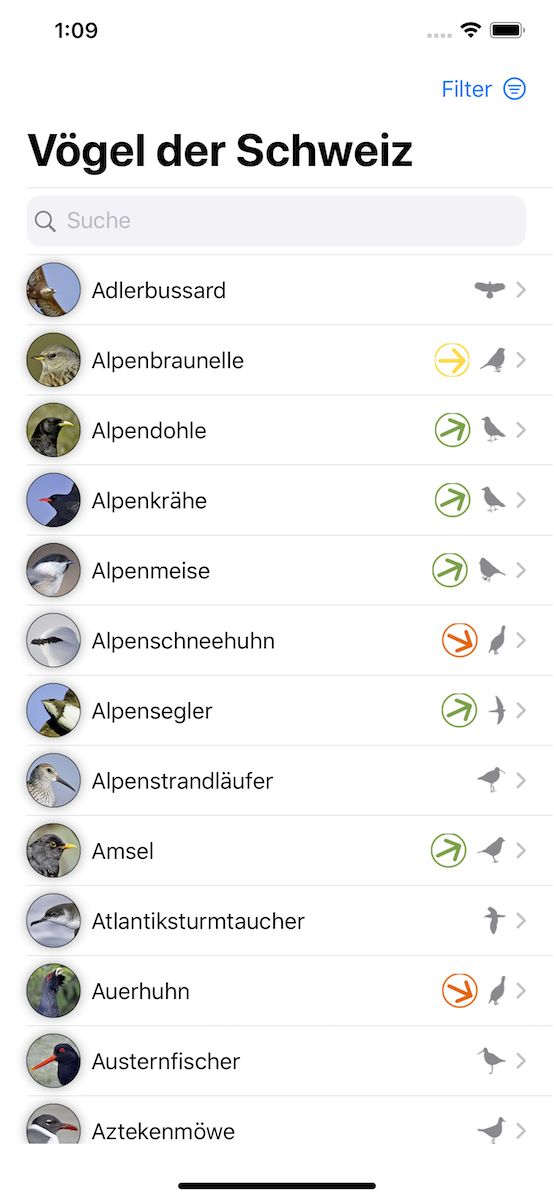 1:09
Filter
Vögel der Schweiz
Suche
Adlerbussard
Alpenbraunelle
Alpendohle
Alpenkrähe
Alpenmeise
Alpenschneehuhn
Alpensegler
Alpenstrandläufer
Amsel
Atlantiksturmtaucher
Auerhuhn
Austernfischer
Aztekenmöwe